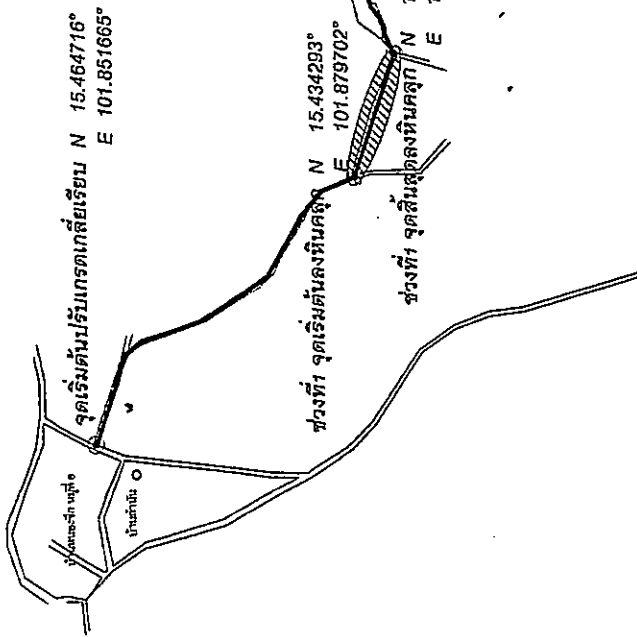 จุดเริ่มต้นปรับเกรดเกลี่ยเรียบ N 15.464716°
E 101.851665°
ช่วงที่1 จุดเริ่มต้นลงหินคลุก N 15.434293°
E 101.879702°
ช่วงที่1 จุดสิ้นสุดลงหินคลุก N
E
บ้านกำนัน